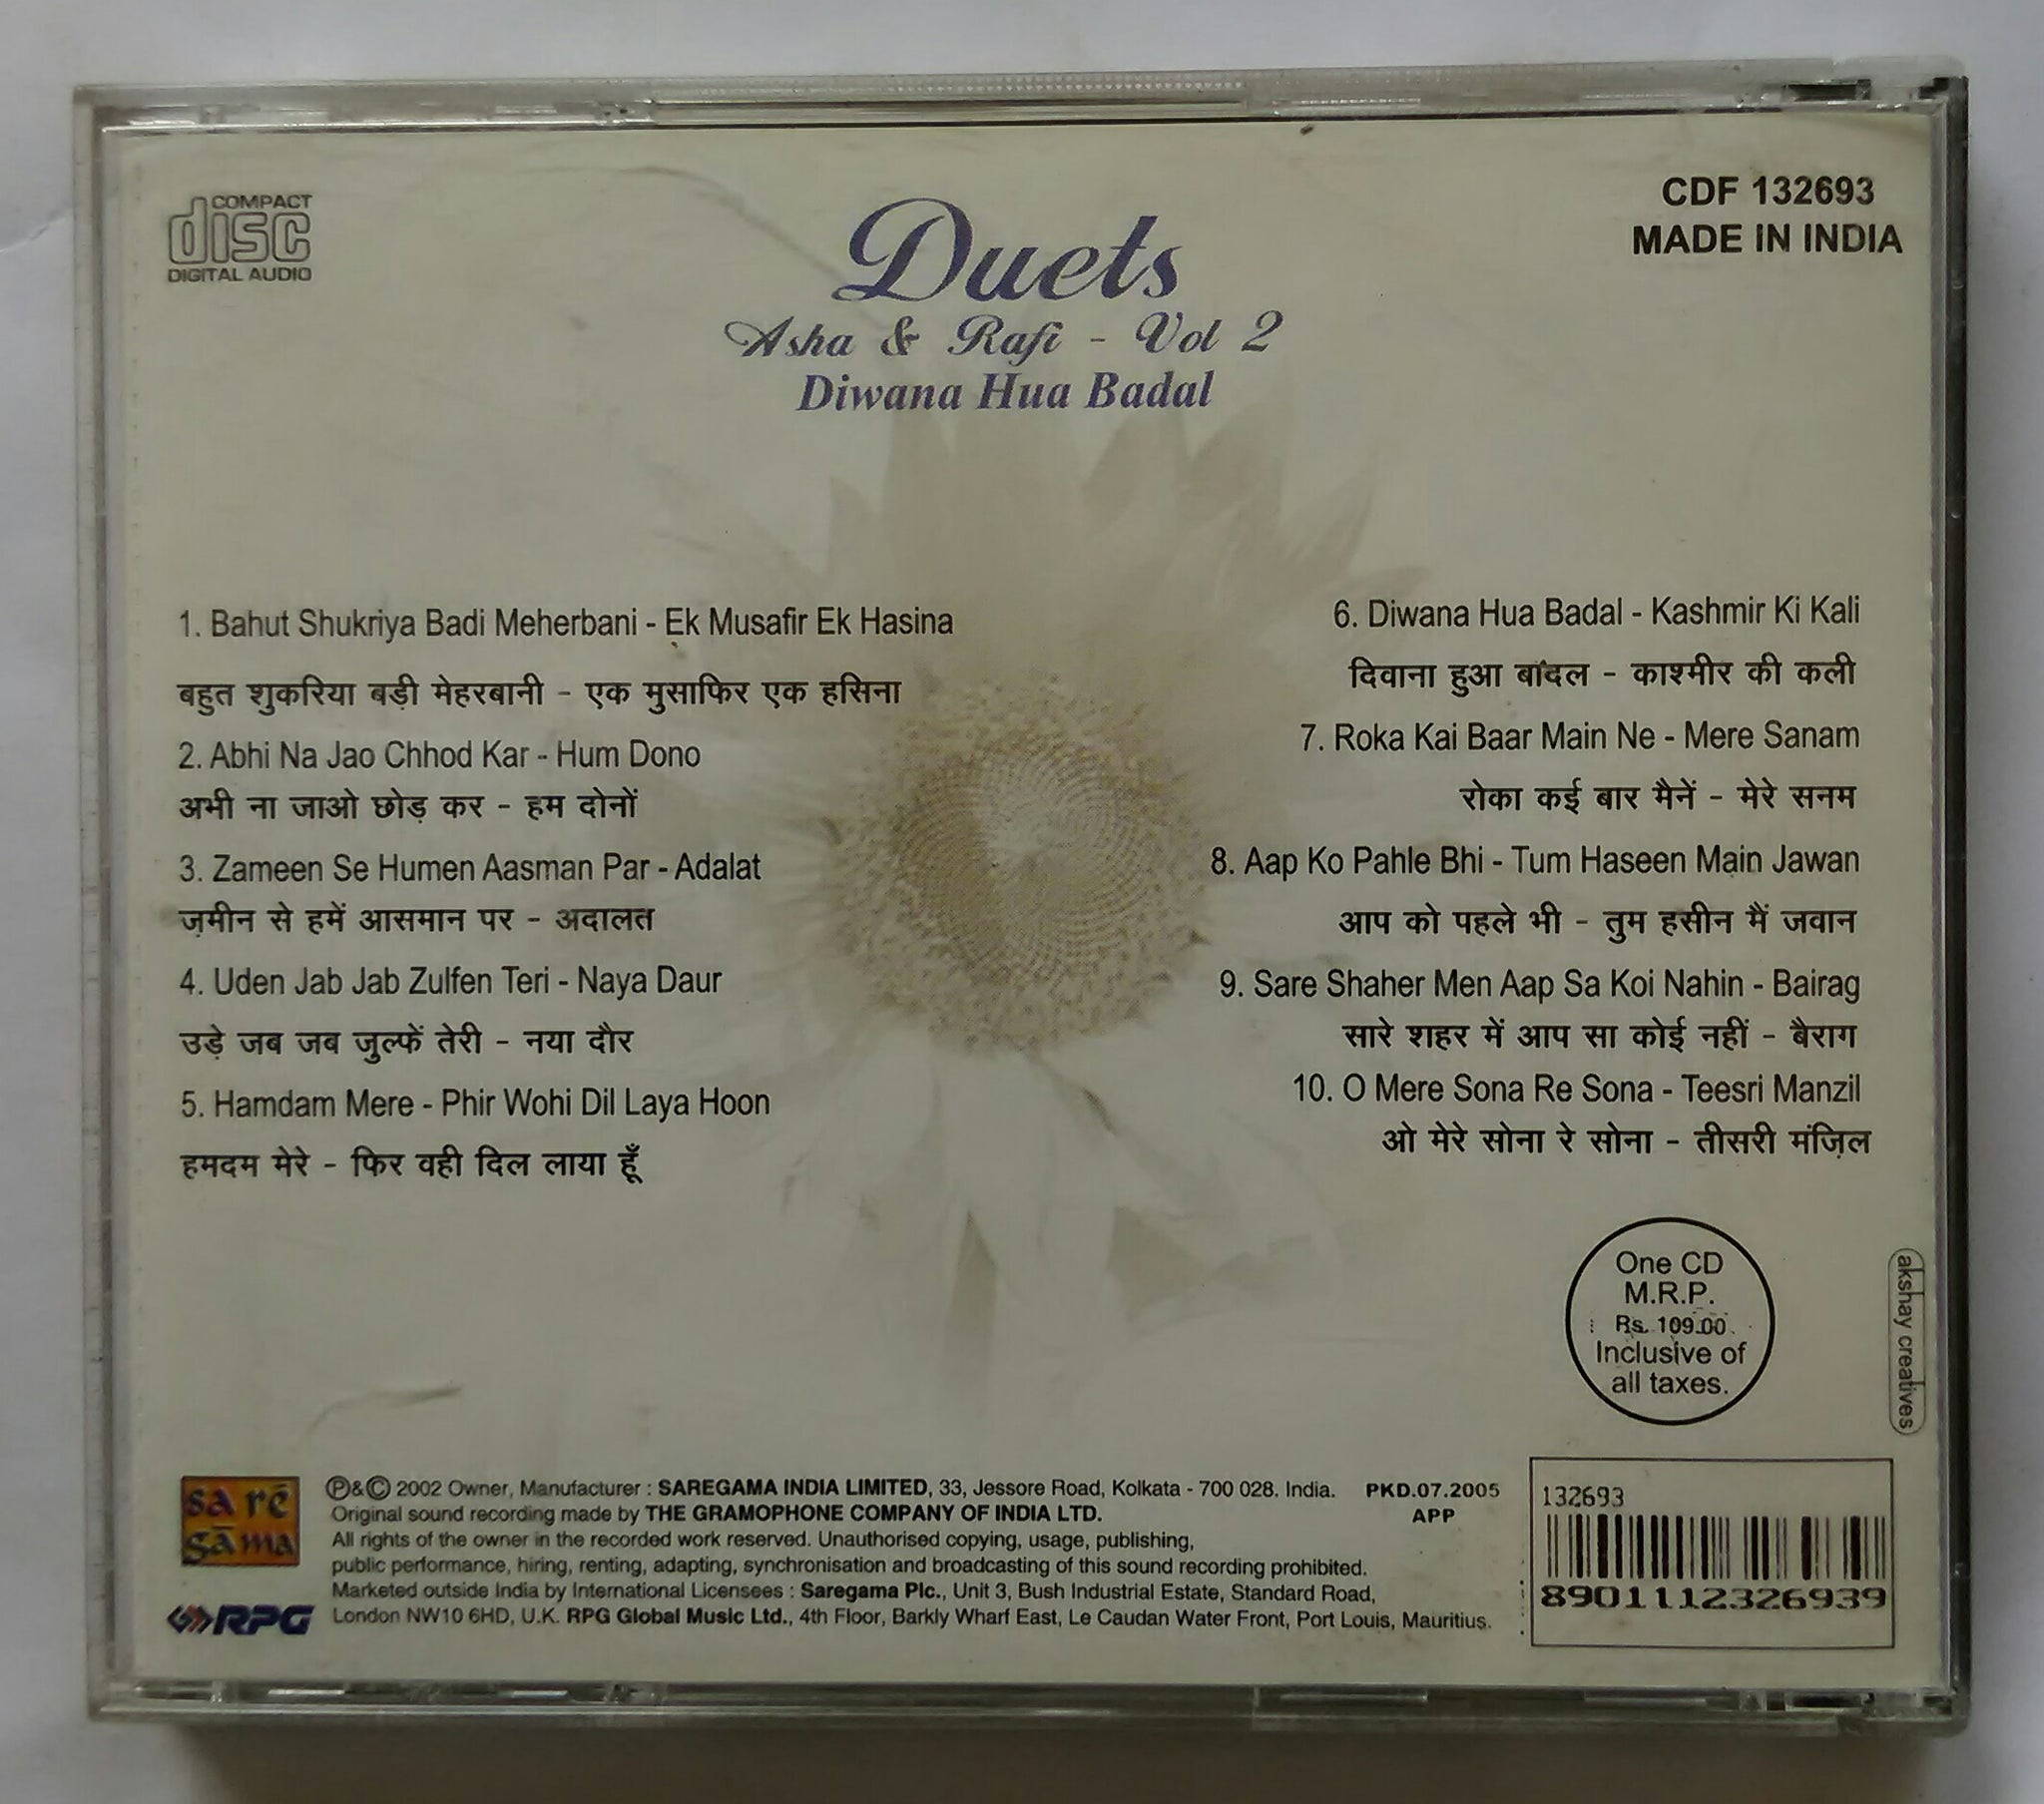 COMPACT
disc
DIGITAL AUDIO
CDF 132693
MADE IN INDIA
Duets
Asha & Rafi - Vol 2
Diwana Hua Badal
1. Bahut Shukriya Badi Meherbani - Ek Musafir Ek Hasina
बहुत शुकरिया बड़ी मेहरबानी - एक मुसाफिर एक हसिना
2. Abhi Na Jao Chhod Kar - Hum Dono
अभी ना जाओ छोड़ कर - हम दोनों
3. Zameen Se Humen Aasman Par - Adalat
ज़मीन से हमें आसमान पर - अदालत
4. Uden Jab Jab Zulfen Teri - Naya Daur
उड़े जब जब जुल्फें तेरी - नया दौर
5. Hamdam Mere - Phir Wohi Dil Laya Hoon
हमदम मेरे - फिर वही दिल लाया हूँ
6. Diwana Hua Badal - Kashmir Ki Kali
दिवाना हुआ बादल - काश्मीर की कली
7. Roka Kai Baar Main Ne - Mere Sanam
रोका कई बार मैनें - मेरे सनम
8. Aap Ko Pahle Bhi - Tum Haseen Main Jawan
आप को पहले भी - तुम हसीन मैं जवान
9. Sare Shaher Men Aap Sa Koi Nahin - Bairag
सारे शहर में आप सा कोई नहीं - बैराग
10. O Mere Sona Re Sona - Teesri Manzil
ओ मेरे सोना रे सोना - तीसरी मंज़िल
One CD
M.R.P.
Rs. 109.00
Inclusive of
all taxes.
akshay creatives
sa rē
gāma
RPG
℗&© 2002 Owner, Manufacturer : SAREGAMA INDIA LIMITED, 33, Jessore Road, Kolkata - 700 028. India. PKD.07.2005
Original sound recording made by THE GRAMOPHONE COMPANY OF INDIA LTD. APP
All rights of the owner in the recorded work reserved. Unauthorised copying, usage, publishing,
public performance, hiring, renting, adapting, synchronisation and broadcasting of this sound recording prohibited.
Marketed outside India by International Licensees : Saregama Plc., Unit 3, Bush Industrial Estate, Standard Road,
London NW10 6HD, U.K. RPG Global Music Ltd., 4th Floor, Barkly Wharf East, Le Caudan Water Front, Port Louis, Mauritius.
132693
8901112326939